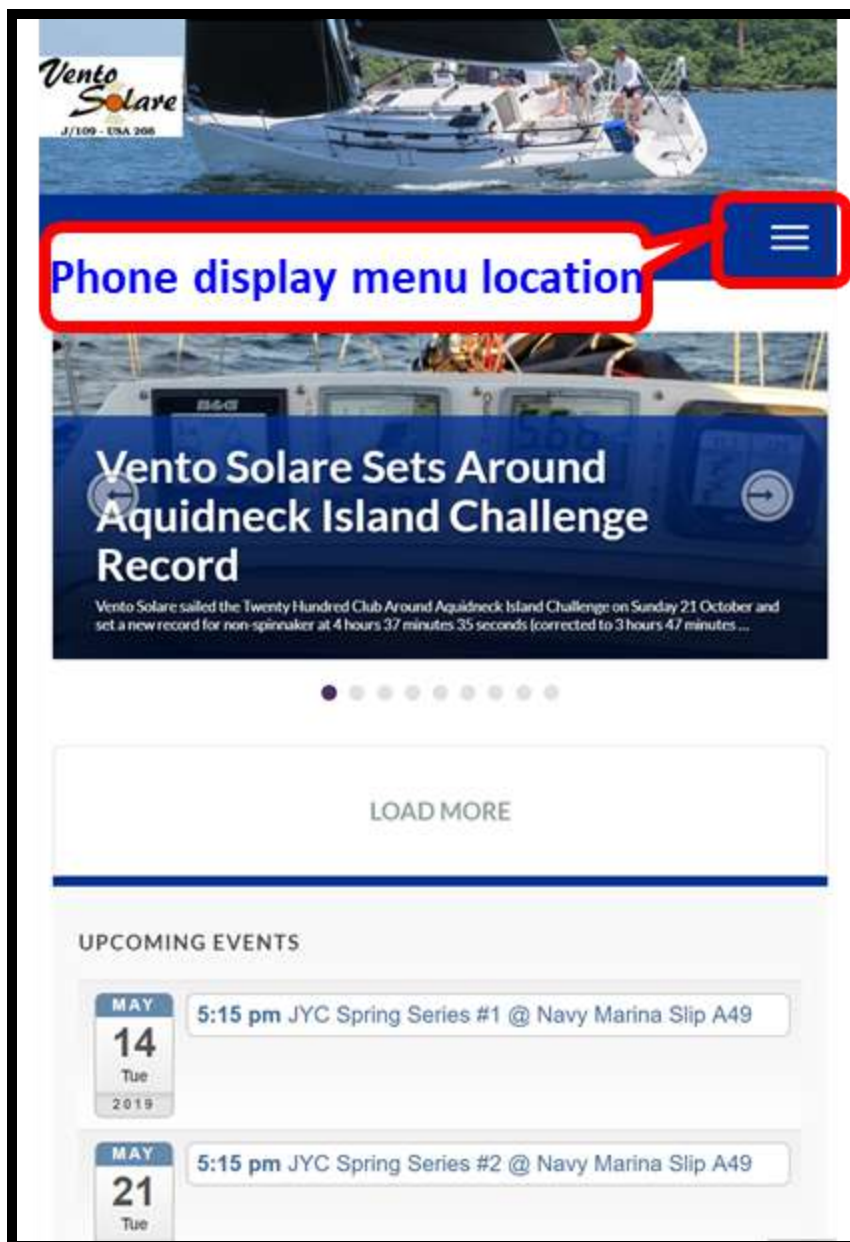 Vento
Solare
J/109 - USA 266
Phone display menu location
B&G
Vento Solare Sets Around
Aquidneck Island Challenge
Record
Vento Solare sailed the Twenty Hundred Club Around Aquidneck Island Challenge on Sunday 21 October and
set a new record for non-spinnaker at 4 hours 37 minutes 35 seconds (corrected to 3 hours 47 minutes ...
LOAD MORE
UPCOMING EVENTS
MAY
14
Tue
2019
5:15 pm JYC Spring Series #1 @ Navy Marina Slip A49
MAY
21
Tue
5:15 pm JYC Spring Series #2 @ Navy Marina Slip A49